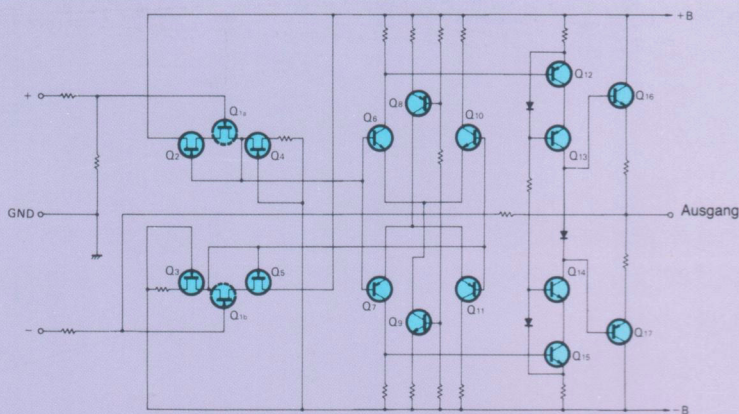 +B
Q12
Q16
+
Q1a
Q6
Q8
Q10
Q2
Q4
Q13
GND
Ausgang
Q3
Q5
Q14
Q7
Q9
Q11
Q17
−
Q1b
Q15
−B